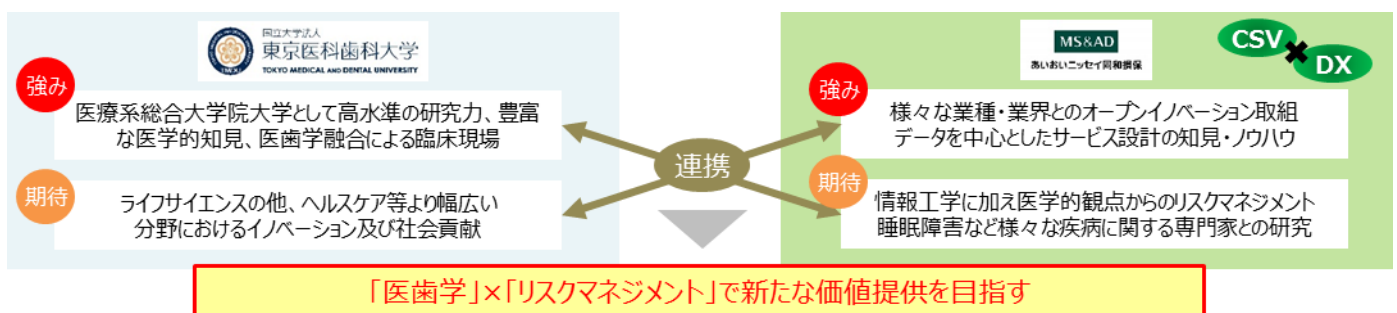 国立大学法人
東京医科歯科大学
TOKYO MEDICAL AND DENTAL UNIVERSITY
強み
医療系総合大学院大学として高水準の研究力、豊富
な医学的知見、医歯学融合による臨床現場
期待
ライフサイエンスの他、ヘルスケア等より幅広い
分野におけるイノベーション及び社会貢献
連携
MS&AD
あいおいニッセイ同和損保
CSV
DX
強み
様々な業種・業界とのオープンイノベーション取組
データを中心としたサービス設計の知見・ノウハウ
期待
情報工学に加え医学的観点からのリスクマネジメント
睡眠障害など様々な疾病に関する専門家との研究
「医歯学」×「リスクマネジメント」で新たな価値提供を目指す